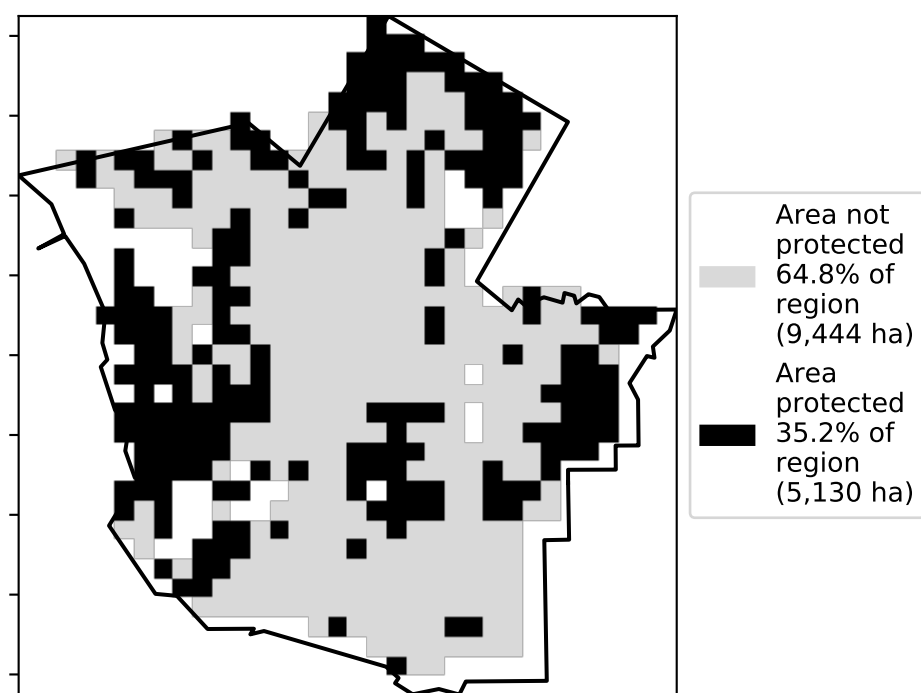 Area not
protected
64.8% of
region
(9,444 ha)
Area
protected
35.2% of
region
(5,130 ha)